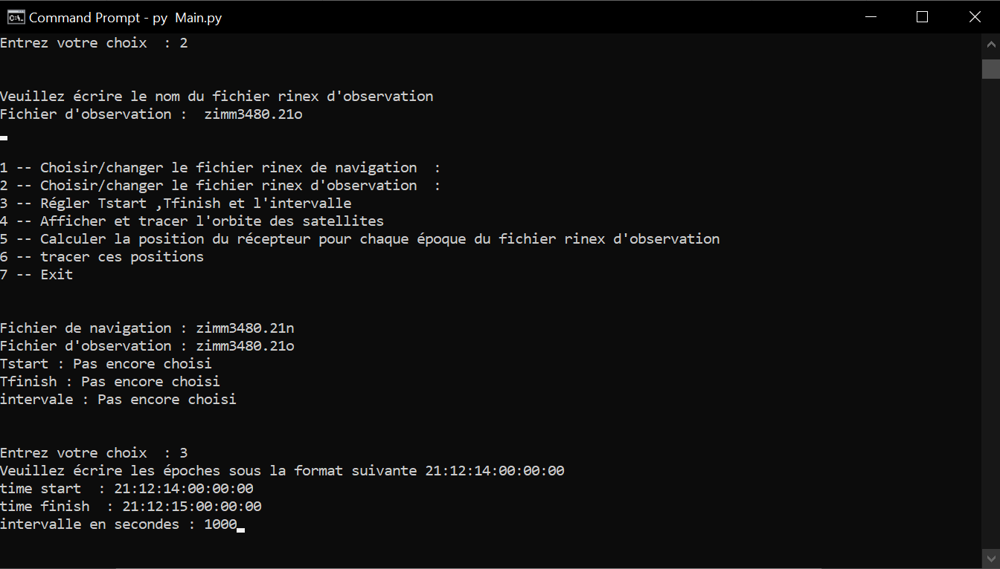 Command Prompt - py  Main.py
Entrez votre choix  : 2
Veuillez écrire le nom du fichier rinex d'observation
Fichier d'observation :  zimm3480.21o
1 -- Choisir/changer le fichier rinex de navigation  :
2 -- Choisir/changer le fichier rinex d'observation  :
3 -- Régler Tstart ,Tfinish et l'intervalle
4 -- Afficher et tracer l'orbite des satellites
5 -- Calculer la position du récepteur pour chaque époque du fichier rinex d'observation
6 -- tracer ces positions
7 -- Exit
Fichier de navigation : zimm3480.21n
Fichier d'observation : zimm3480.21o
Tstart : Pas encore choisi
Tfinish : Pas encore choisi
intervale : Pas encore choisi
Entrez votre choix  : 3
Veuillez écrire les époches sous la format suivante 21:12:14:00:00:00
time start  : 21:12:14:00:00:00
time finish  : 21:12:15:00:00:00
intervalle en secondes : 1000